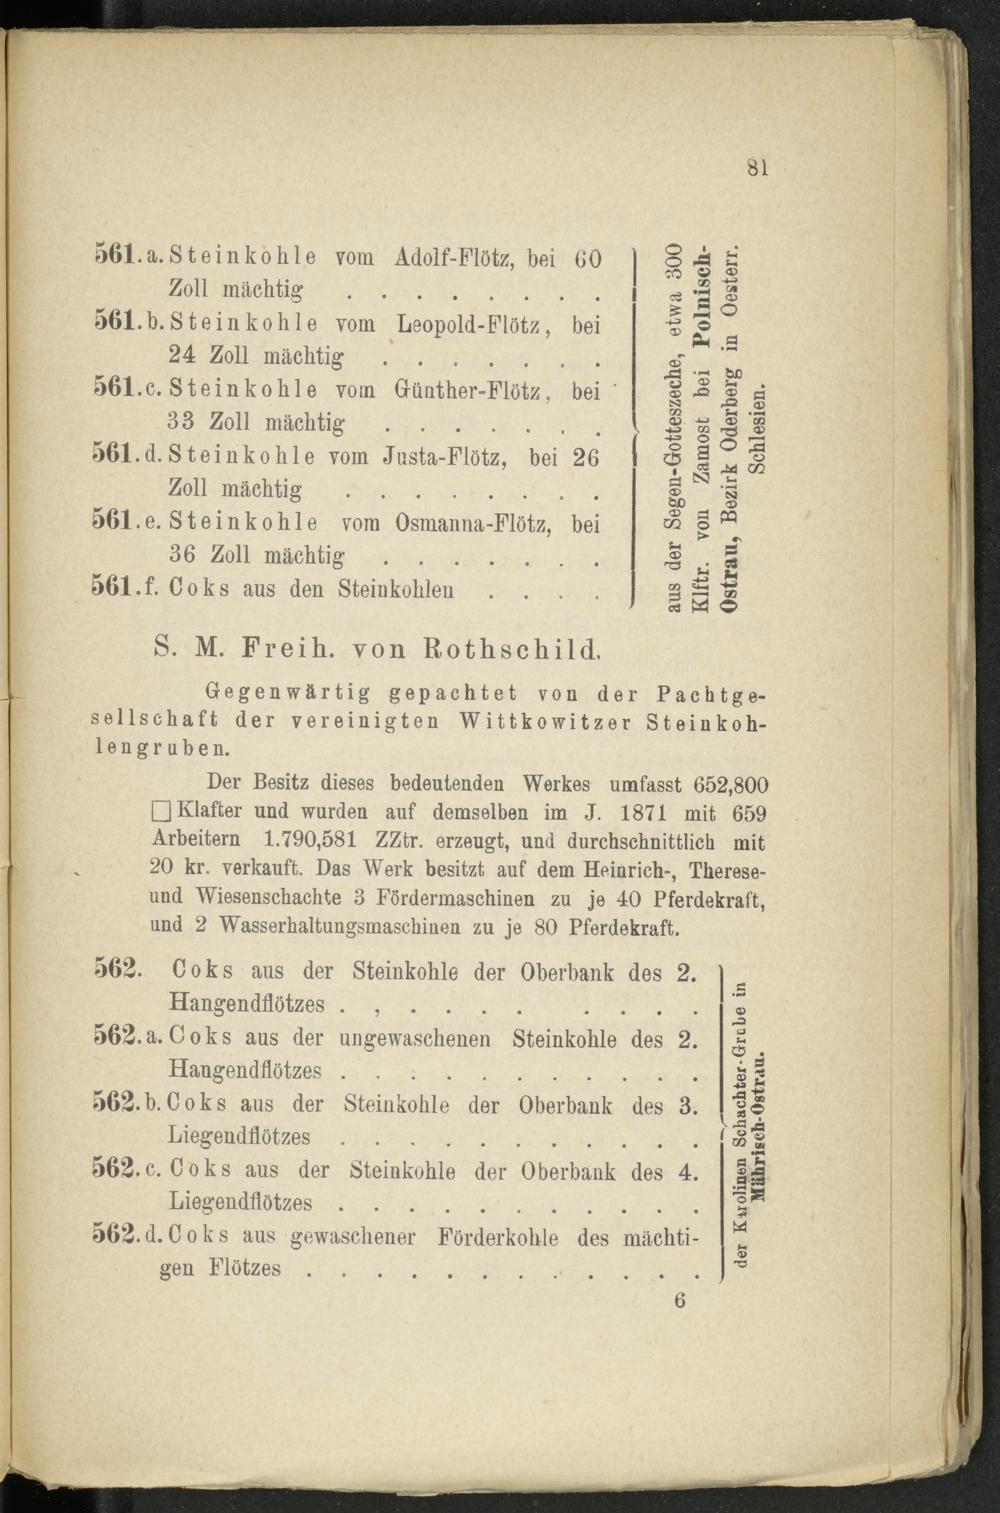 81
561.a. Steinkohle vom Adolf-Flötz, bei 60
Zoll mächtig . . . . . . . .
561.b. Steinkohle vom Leopold-Flötz, bei
24 Zoll mächtig . . . . . . .
561.c. Steinkohle vom Günther-Flötz, bei
33 Zoll mächtig . . . . . . .
561.d. Steinkohle vom Justa-Flötz, bei 26
Zoll mächtig . . . . . . . .
561.e. Steinkohle vom Osmanna-Flötz, bei
36 Zoll mächtig . . . . . . .
561.f. Coks aus den Steinkohlen . . . .
aus der Segen-Gotteszeche, etwa 300
Klftr. von Zamost bei Polnisch-
Ostrau, Bezirk Oderberg in Oesterr.
Schlesien.
S. M. Freih. von Rothschild.
Gegenwärtig gepachtet von der Pachtge-
sellschaft der vereinigten Wittkowitzer Steinkoh-
lengruben.
Der Besitz dieses bedeutenden Werkes umfasst 652,800
□ Klafter und wurden auf demselben im J. 1871 mit 659
Arbeitern 1.790,581 ZZtr. erzeugt, und durchschnittlich mit
20 kr. verkauft. Das Werk besitzt auf dem Heinrich-, Therese-
und Wiesenschachte 3 Fördermaschinen zu je 40 Pferdekraft,
und 2 Wasserhaltungsmaschinen zu je 80 Pferdekraft.
562. Coks aus der Steinkohle der Oberbank des 2.
Hangendflötzes . , . . . . . . . .
562.a. Coks aus der ungewaschenen Steinkohle des 2.
Hangendflötzes . . . . . . . . . . .
562.b. Coks aus der Steinkohle der Oberbank des 3.
Liegendflötzes . . . . . . . . . . .
562.c. Coks aus der Steinkohle der Oberbank des 4.
Liegendflötzes . . . . . . . . . . .
562.d. Coks aus gewaschener Förderkohle des mächti-
gen Flötzes . . . . . . . . . . . .
der Karolinen Schachter-Grube in
Mährisch-Ostrau.
6